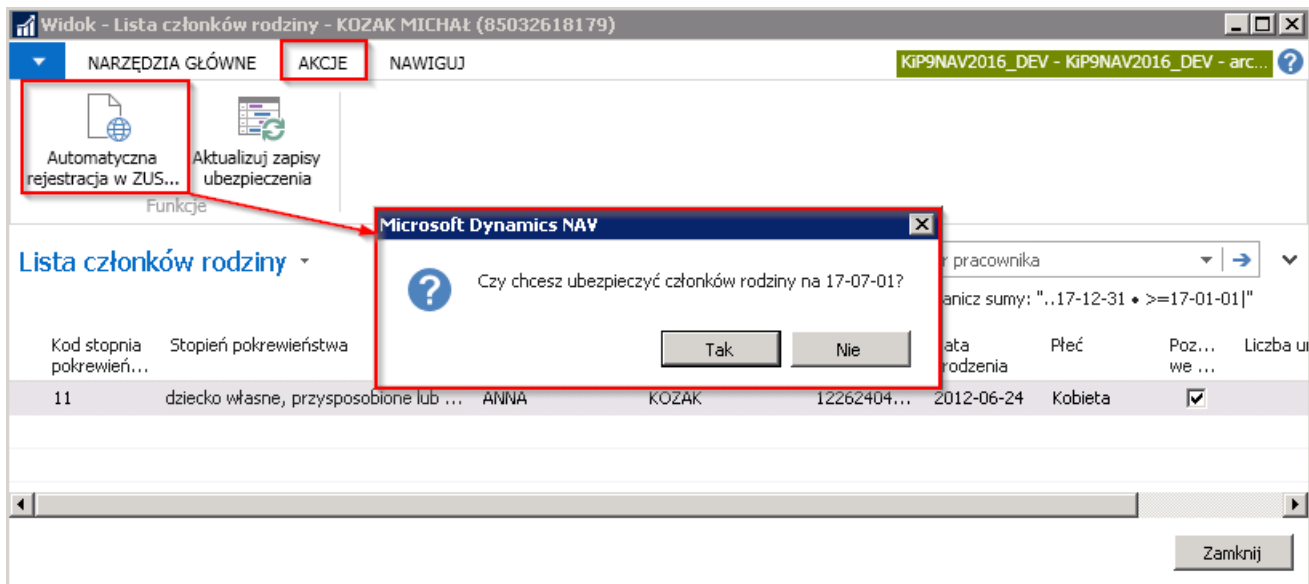 Widok - Lista członków rodziny - KOZAK MICHAŁ (85032618179)
NARZĘDZIA GŁÓWNE AKCJE NAWIGUJ KiP9NAV2016_DEV - KiP9NAV2016_DEV - arc... ?
Automatyczna
rejestracja w ZUS...
Aktualizuj zapisy
ubezpieczenia
Funkcje
Microsoft Dynamics NAV
Czy chcesz ubezpieczyć członków rodziny na 17-07-01?
Tak Nie
Lista członków rodziny
pracownika
sumy: "..17-12-31 • >=17-01-01|"
Kod stopnia
pokrewień...
Stopień pokrewieństwa
Płeć
Poz...
we ...
Liczba
11 dziecko własne, przysposobione lub ... ANNA KOZAK 12262404... 2012-06-24 Kobieta
Zamknij